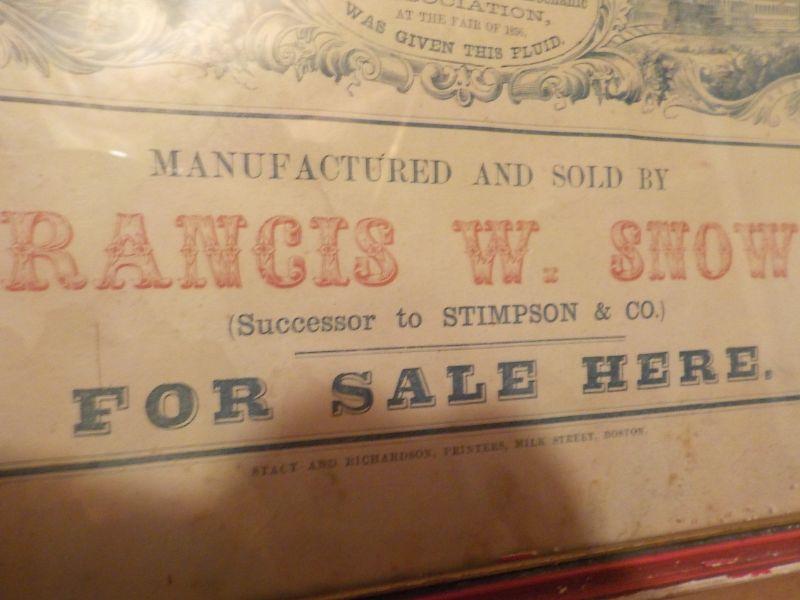 ASSOCIATION,
AT THE FAIR OF 1856,
WAS GIVEN THIS FLUID.
MANUFACTURED AND SOLD BY
RANCIS W. SNOW
(Successor to STIMPSON & CO.)
FOR SALE HERE.
STACY AND RICHARDSON, PRINTERS, MILK STREET, BOSTON.